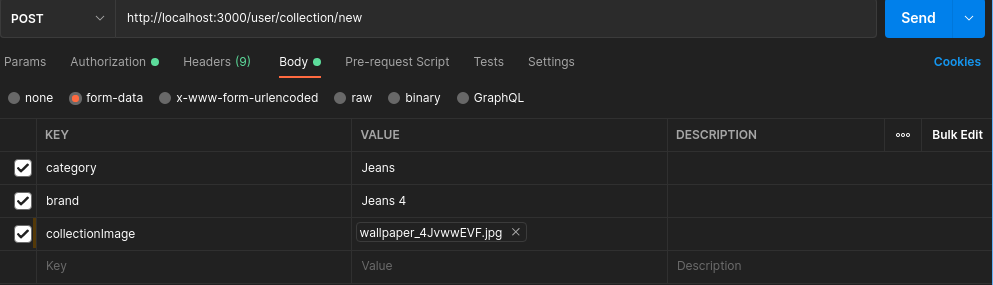 POST http://localhost:3000/user/collection/new Send
Params Authorization Headers (9) Body Pre-request Script Tests Settings Cookies
none form-data x-www-form-urlencoded raw binary GraphQL
KEY VALUE DESCRIPTION Bulk Edit
category Jeans
brand Jeans 4
collectionImage wallpaper_4JvwwEVF.jpg
Key Value Description